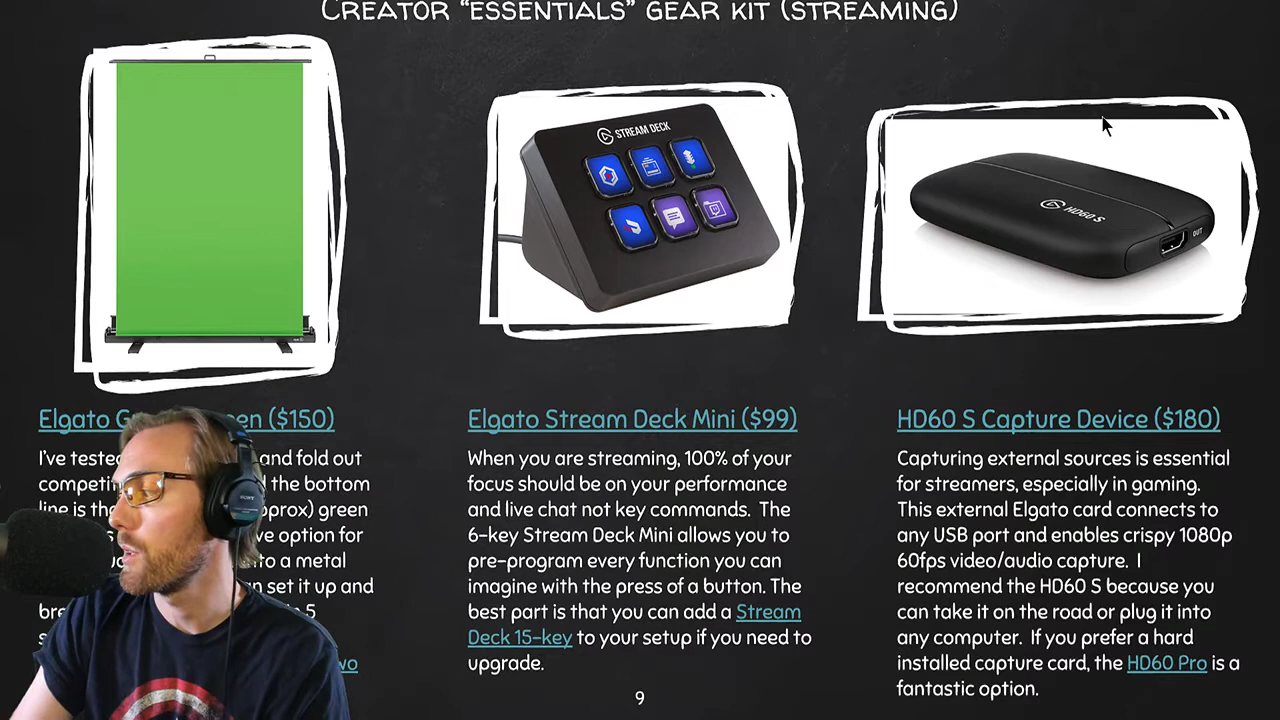 Creator “essentials” gear kit (streaming)
STREAM DECK
HD60 S
OUT
Elgato G en ($150)
I've teste and fold out
competit d the bottom
line is th pprox) green
ve option for
nto a metal
n set it up and
bre 5
s
wo
Elgato Stream Deck Mini ($99)
When you are streaming, 100% of your
focus should be on your performance
and live chat not key commands. The
6-key Stream Deck Mini allows you to
pre-program every function you can
imagine with the press of a button. The
best part is that you can add a Stream
Deck 15-key to your setup if you need to
upgrade.
HD60 S Capture Device ($180)
Capturing external sources is essential
for streamers, especially in gaming.
This external Elgato card connects to
any USB port and enables crispy 1080p
60fps video/audio capture. I
recommend the HD60 S because you
can take it on the road or plug it into
any computer. If you prefer a hard
installed capture card, the HD60 Pro is a
fantastic option.
SONY
9